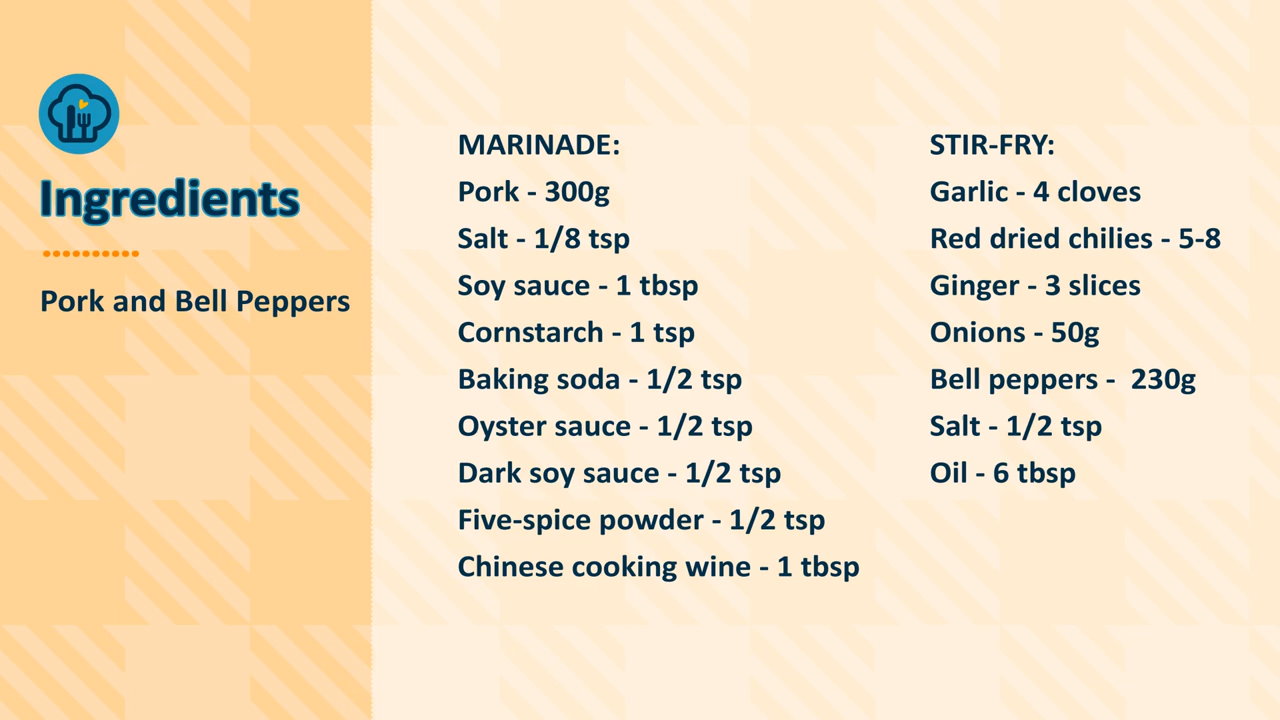 Ingredients
Pork and Bell Peppers
MARINADE:
Pork - 300g
Salt - 1/8 tsp
Soy sauce - 1 tbsp
Cornstarch - 1 tsp
Baking soda - 1/2 tsp
Oyster sauce - 1/2 tsp
Dark soy sauce - 1/2 tsp
Five-spice powder - 1/2 tsp
Chinese cooking wine - 1 tbsp
STIR-FRY:
Garlic - 4 cloves
Red dried chilies - 5-8
Ginger - 3 slices
Onions - 50g
Bell peppers -  230g
Salt - 1/2 tsp
Oil - 6 tbsp